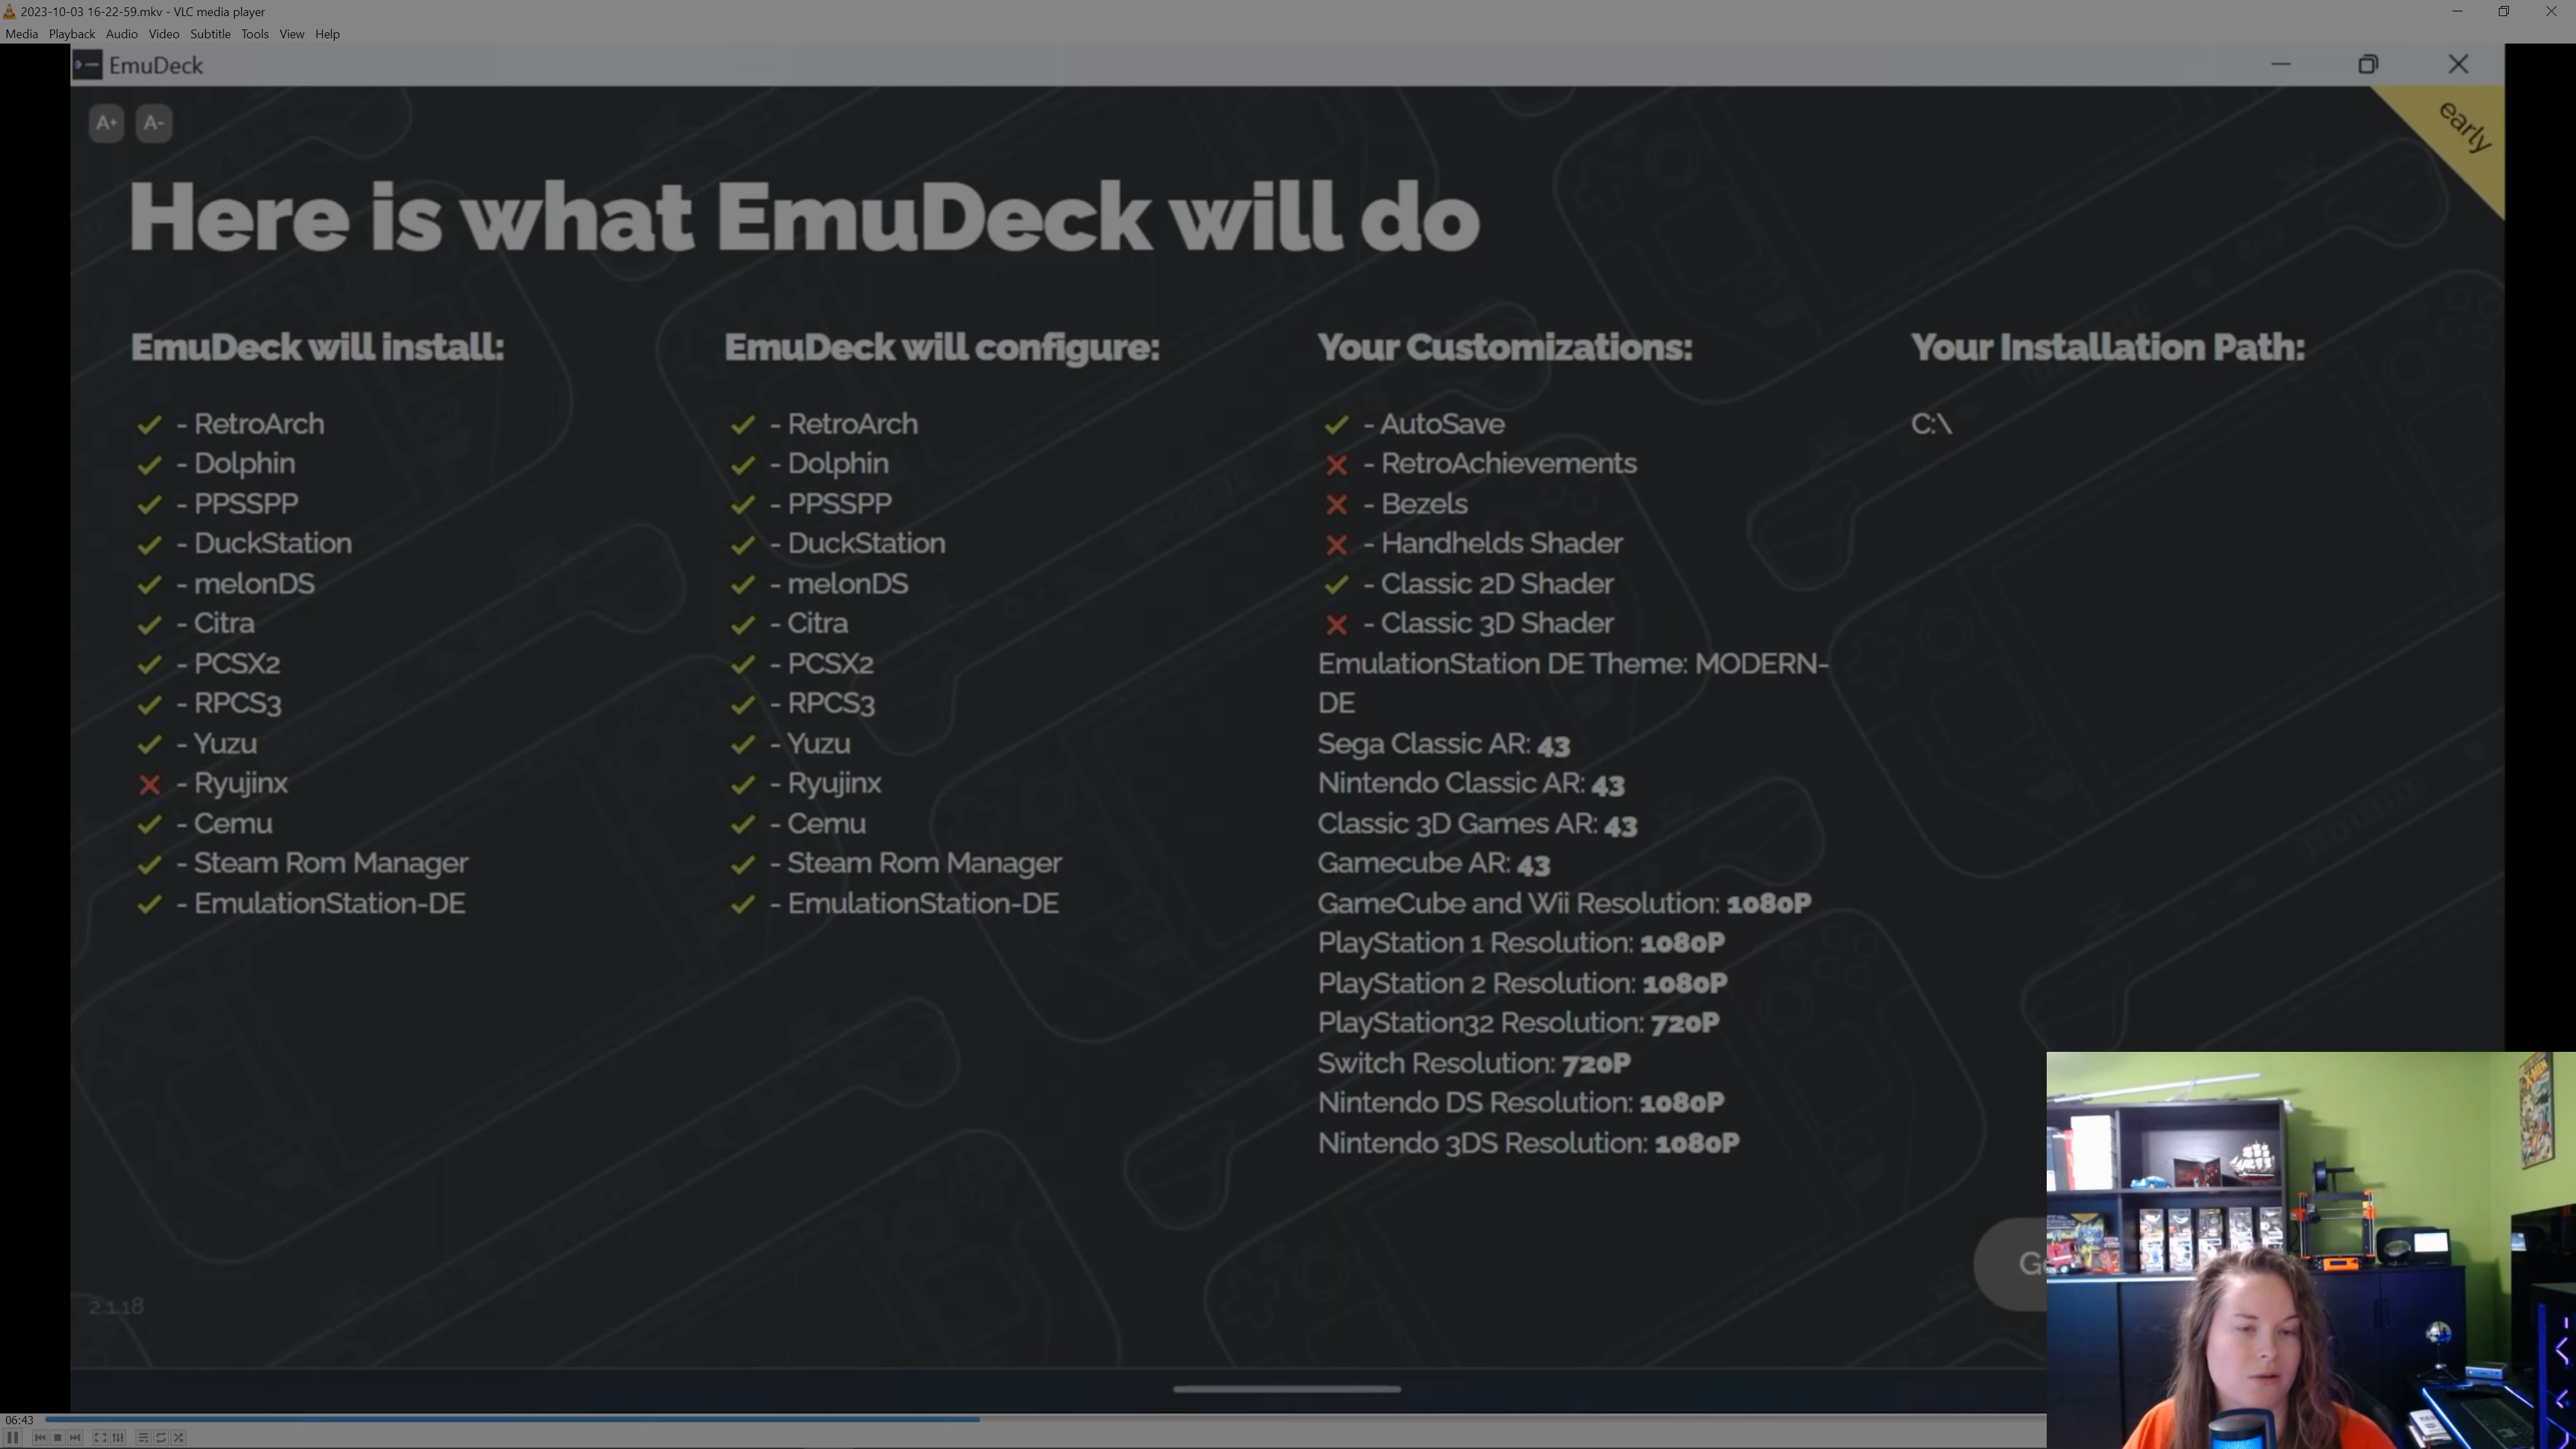 2023-10-03 16-22-59.mkv - VLC media player
Media Playback Audio Video Subtitle Tools View Help
EmuDeck
A+ A-
early
Here is what EmuDeck will do
EmuDeck will install:
- RetroArch
- Dolphin
- PPSSPP
- DuckStation
- melonDS
- Citra
- PCSX2
- RPCS3
- Yuzu
- Ryujinx
- Cemu
- Steam Rom Manager
- EmulationStation-DE
EmuDeck will configure:
- RetroArch
- Dolphin
- PPSSPP
- DuckStation
- melonDS
- Citra
- PCSX2
- RPCS3
- Yuzu
- Ryujinx
- Cemu
- Steam Rom Manager
- EmulationStation-DE
Your Customizations:
- AutoSave
- RetroAchievements
- Bezels
- Handhelds Shader
- Classic 2D Shader
- Classic 3D Shader
EmulationStation DE Theme: MODERN-
DE
Sega Classic AR: 43
Nintendo Classic AR: 43
Classic 3D Games AR: 43
Gamecube AR: 43
GameCube and Wii Resolution: 1080P
PlayStation 1 Resolution: 1080P
PlayStation 2 Resolution: 1080P
PlayStation32 Resolution: 720P
Switch Resolution: 720P
Nintendo DS Resolution: 1080P
Nintendo 3DS Resolution: 1080P
Your Installation Path:
C:\
2.1.18
X-MEN
06:43